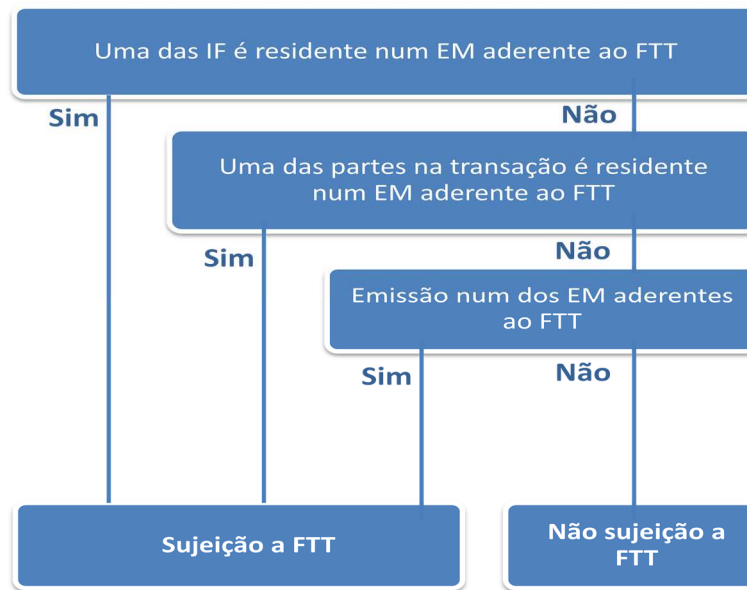 Uma das IF é residente num EM aderente ao FTT
Sim
Não
Uma das partes na transação é residente
num EM aderente ao FTT
Sim
Não
Emissão num dos EM aderentes
ao FTT
Sim
Não
Sujeição a FTT
Não sujeição a
FTT